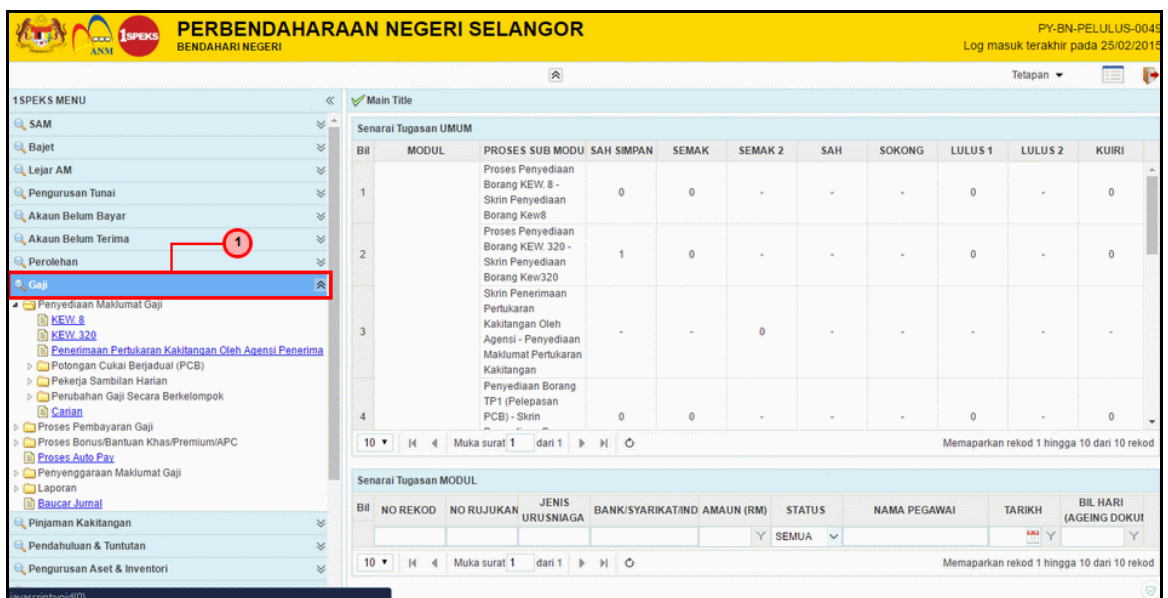 ANM
1SPEKS
PERBENDAHARAAN NEGERI SELANGOR
BENDAHARI NEGERI
PY-BN-PELULUS-0049
Log masuk terakhir pada 25/02/2015
Tetapan
1SPEKS MENU
Main Title
SAM
Bajet
Lejar AM
Pengurusan Tunai
Akaun Belum Bayar
Akaun Belum Terima
1
Perolehan
Gaji
Penyediaan Maklumat Gaji
KEW. 8
KEW. 320
Penerimaan Pertukaran Kakitangan Oleh Agensi Penerima
Potongan Cukai Berjadual (PCB)
Pekerja Sambilan Harian
Perubahan Gaji Secara Berkelompok
Carian
Proses Pembayaran Gaji
Proses Bonus/Bantuan Khas/Premium/APC
Proses Auto Pay
Penyenggaraan Maklumat Gaji
Laporan
Baucar Jurnal
Pinjaman Kakitangan
Pendahuluan & Tuntutan
Pengurusan Aset & Inventori
javascript:void(0)
Senarai Tugasan UMUM
Bil MODUL PROSES SUB MODU SAH SIMPAN SEMAK SEMAK 2 SAH SOKONG LULUS 1 LULUS 2 KUIRI
Proses Penyediaan
Borang KEW. 8 -
1 0 0 - - - 0 - 0
Skrin Penyediaan
Borang Kew8
Proses Penyediaan
Borang KEW. 320 -
2 1 0 - - - 0 - 0
Skrin Penyediaan
Borang Kew320
Skrin Penerimaan
Pertukaran
Kakitangan Oleh
3 - - 0 - - - - -
Agensi - Penyediaan
Maklumat Pertukaran
Kakitangan
Penyediaan Borang
TP1 (Pelepasan
4 PCB) - Skrin 0 0 - - - 0 - 0
10 Muka surat 1 dari 1 Memaparkan rekod 1 hingga 10 dari 10 rekod
Senarai Tugasan MODUL
Bil NO REKOD NO RUJUKAN JENIS URUSNIAGA BANK/SYARIKAT/IND AMAUN (RM) STATUS NAMA PEGAWAI TARIKH BIL HARI (AGEING DOKUI
SEMUA
10 Muka surat 1 dari 1 Memaparkan rekod 1 hingga 10 dari 10 rekod